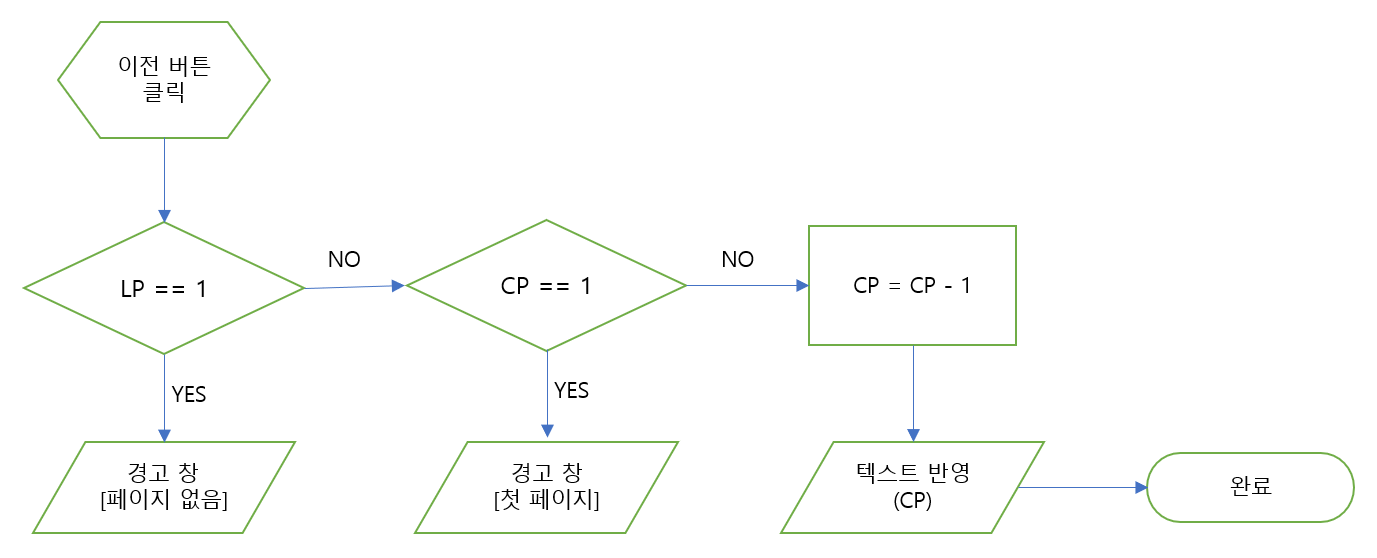 이전 버튼
클릭
LP == 1
NO
CP == 1
NO
CP = CP - 1
YES
YES
경고 창
[페이지 없음]
경고 창
[첫 페이지]
텍스트 반영
(CP)
완료